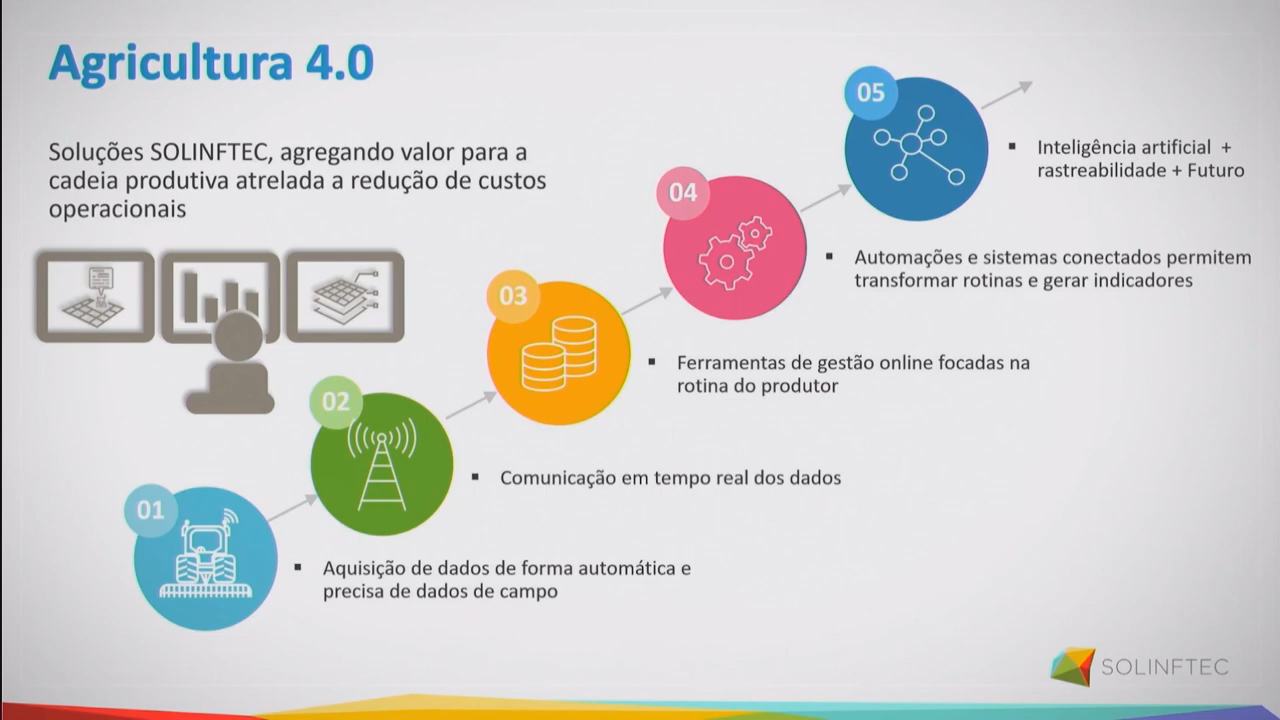 Agricultura 4.0
Soluções SOLINFTEC, agregando valor para a
cadeia produtiva atrelada a redução de custos
operacionais
05
Inteligência artificial +
rastreabilidade + Futuro
04
Automações e sistemas conectados permitem
transformar rotinas e gerar indicadores
03
Ferramentas de gestão online focadas na
rotina do produtor
02
Comunicação em tempo real dos dados
01
Aquisição de dados de forma automática e
precisa de dados de campo
SOLINFTEC